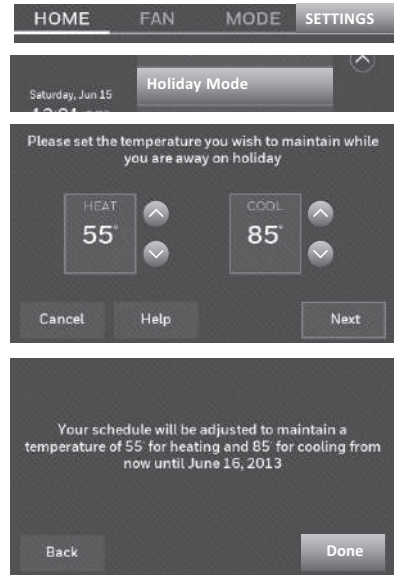 HOME FAN MODE SETTINGS
Holiday Mode
Saturday, Jun 15
Please set the temperature you wish to maintain while
you are away on holiday
HEAT COOL
55° 85°
Cancel Help Next
Your schedule will be adjusted to maintain a
temperature of 55° for heating and 85° for cooling from
now until June 16, 2013
Back Done